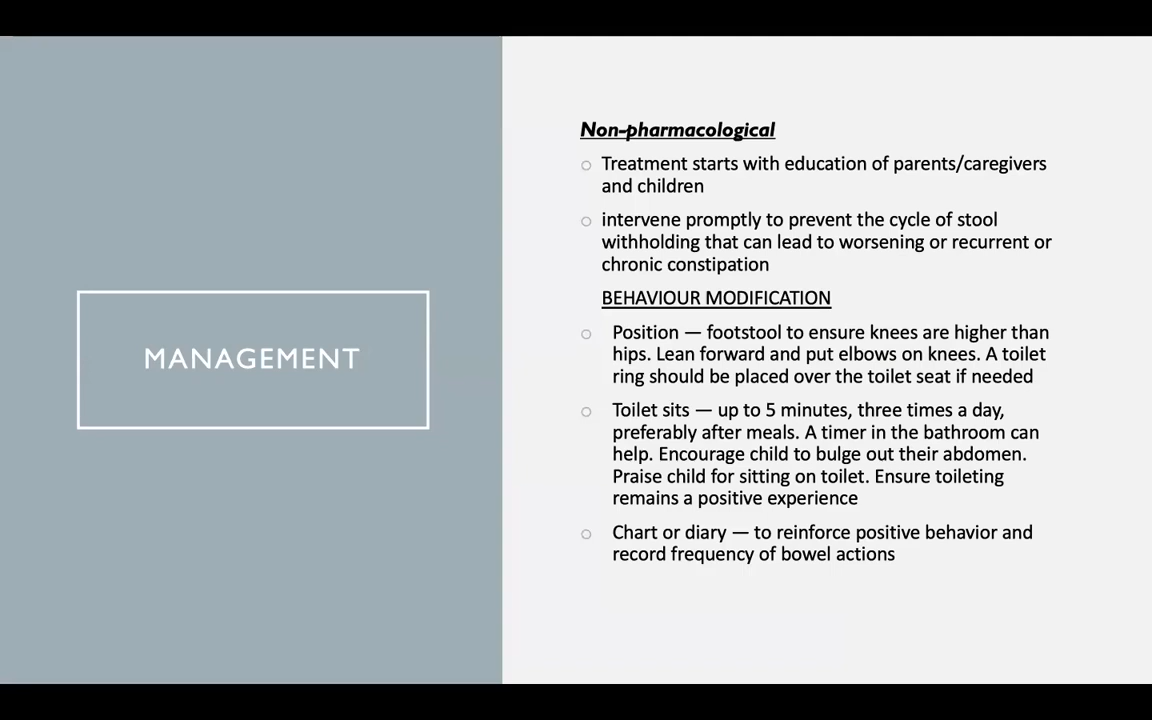 MANAGEMENT
Non-pharmacological
Treatment starts with education of parents/caregivers
and children
intervene promptly to prevent the cycle of stool
withholding that can lead to worsening or recurrent or
chronic constipation
BEHAVIOUR MODIFICATION
Position — footstool to ensure knees are higher than
hips. Lean forward and put elbows on knees. A toilet
ring should be placed over the toilet seat if needed
Toilet sits — up to 5 minutes, three times a day,
preferably after meals. A timer in the bathroom can
help. Encourage child to bulge out their abdomen.
Praise child for sitting on toilet. Ensure toileting
remains a positive experience
Chart or diary — to reinforce positive behavior and
record frequency of bowel actions